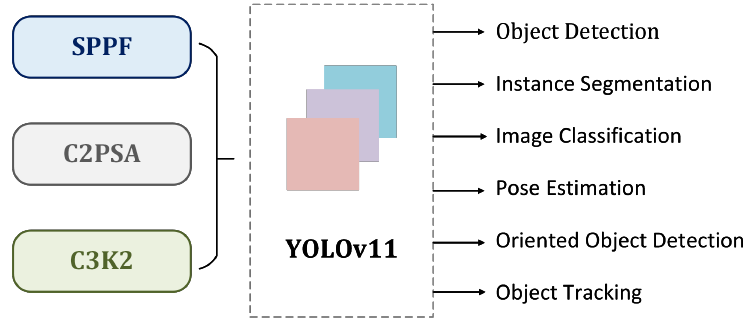 SPPF
C2PSA
C3K2
YOLOv11
Object Detection
Instance Segmentation
Image Classification
Pose Estimation
Oriented Object Detection
Object Tracking